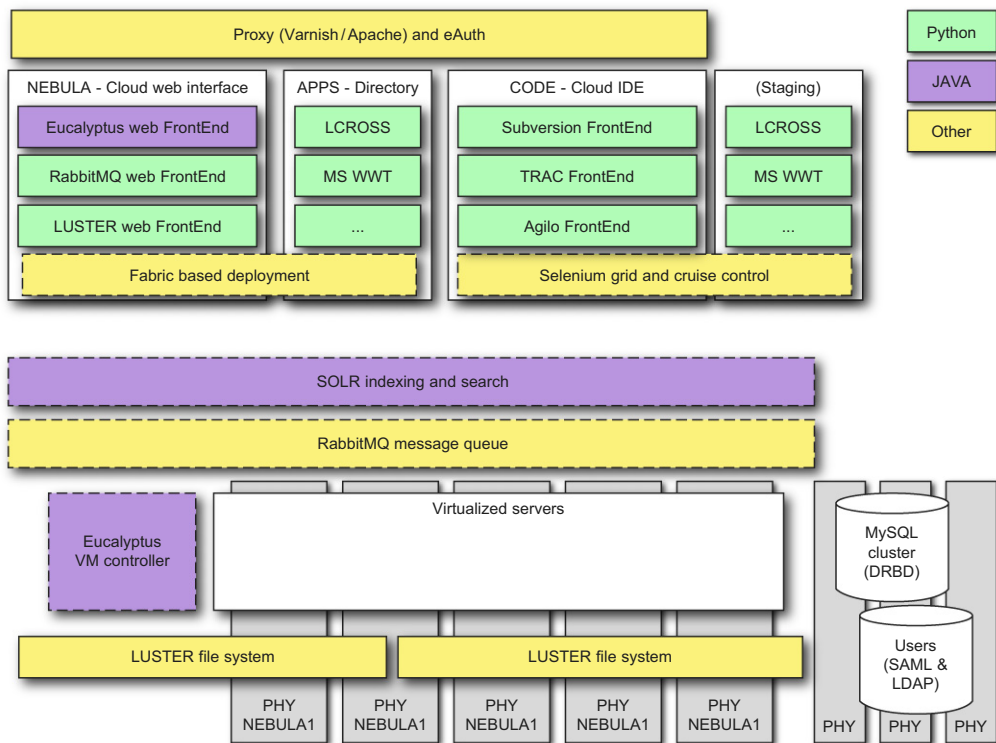 Proxy (Varnish/Apache) and eAuth
Python
JAVA
Other
NEBULA - Cloud web interface
Eucalyptus web FrontEnd
RabbitMQ web FrontEnd
LUSTER web FrontEnd
APPS - Directory
LCROSS
MS WWT
...
Fabric based deployment
CODE - Cloud IDE
Subversion FrontEnd
TRAC FrontEnd
Agilo FrontEnd
(Staging)
LCROSS
MS WWT
...
Selenium grid and cruise control
SOLR indexing and search
RabbitMQ message queue
Eucalyptus
VM controller
Virtualized servers
MySQL
cluster
(DRBD)
LUSTER file system
LUSTER file system
Users
(SAML &
LDAP)
PHY
NEBULA1
PHY
NEBULA1
PHY
NEBULA1
PHY
NEBULA1
PHY
NEBULA1
PHY
PHY
PHY